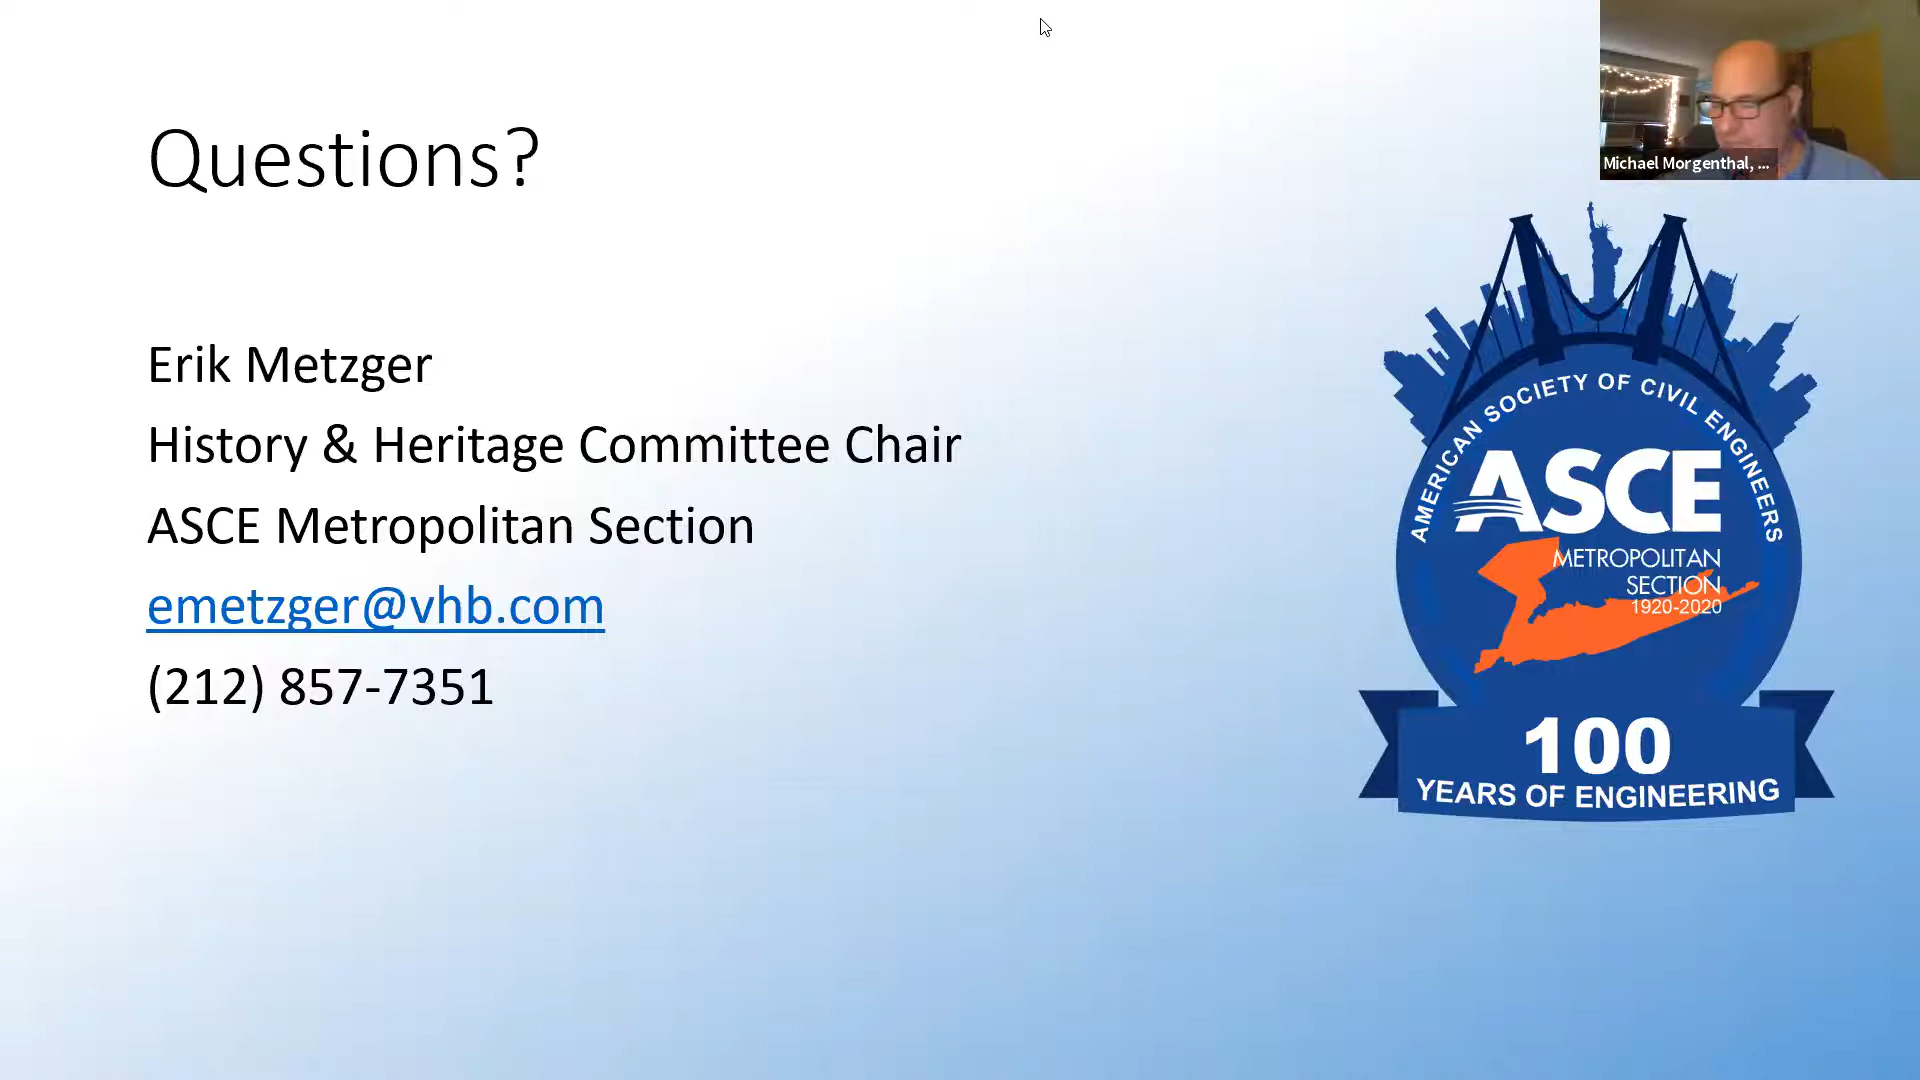 Questions?
Michael Morgenthal, ...
Erik Metzger
History & Heritage Committee Chair
ASCE Metropolitan Section
emetzger@vhb.com
(212) 857-7351
AMERICAN SOCIETY OF CIVIL ENGINEERS
ASCE
METROPOLITAN
SECTION
1920-2020
100
YEARS OF ENGINEERING